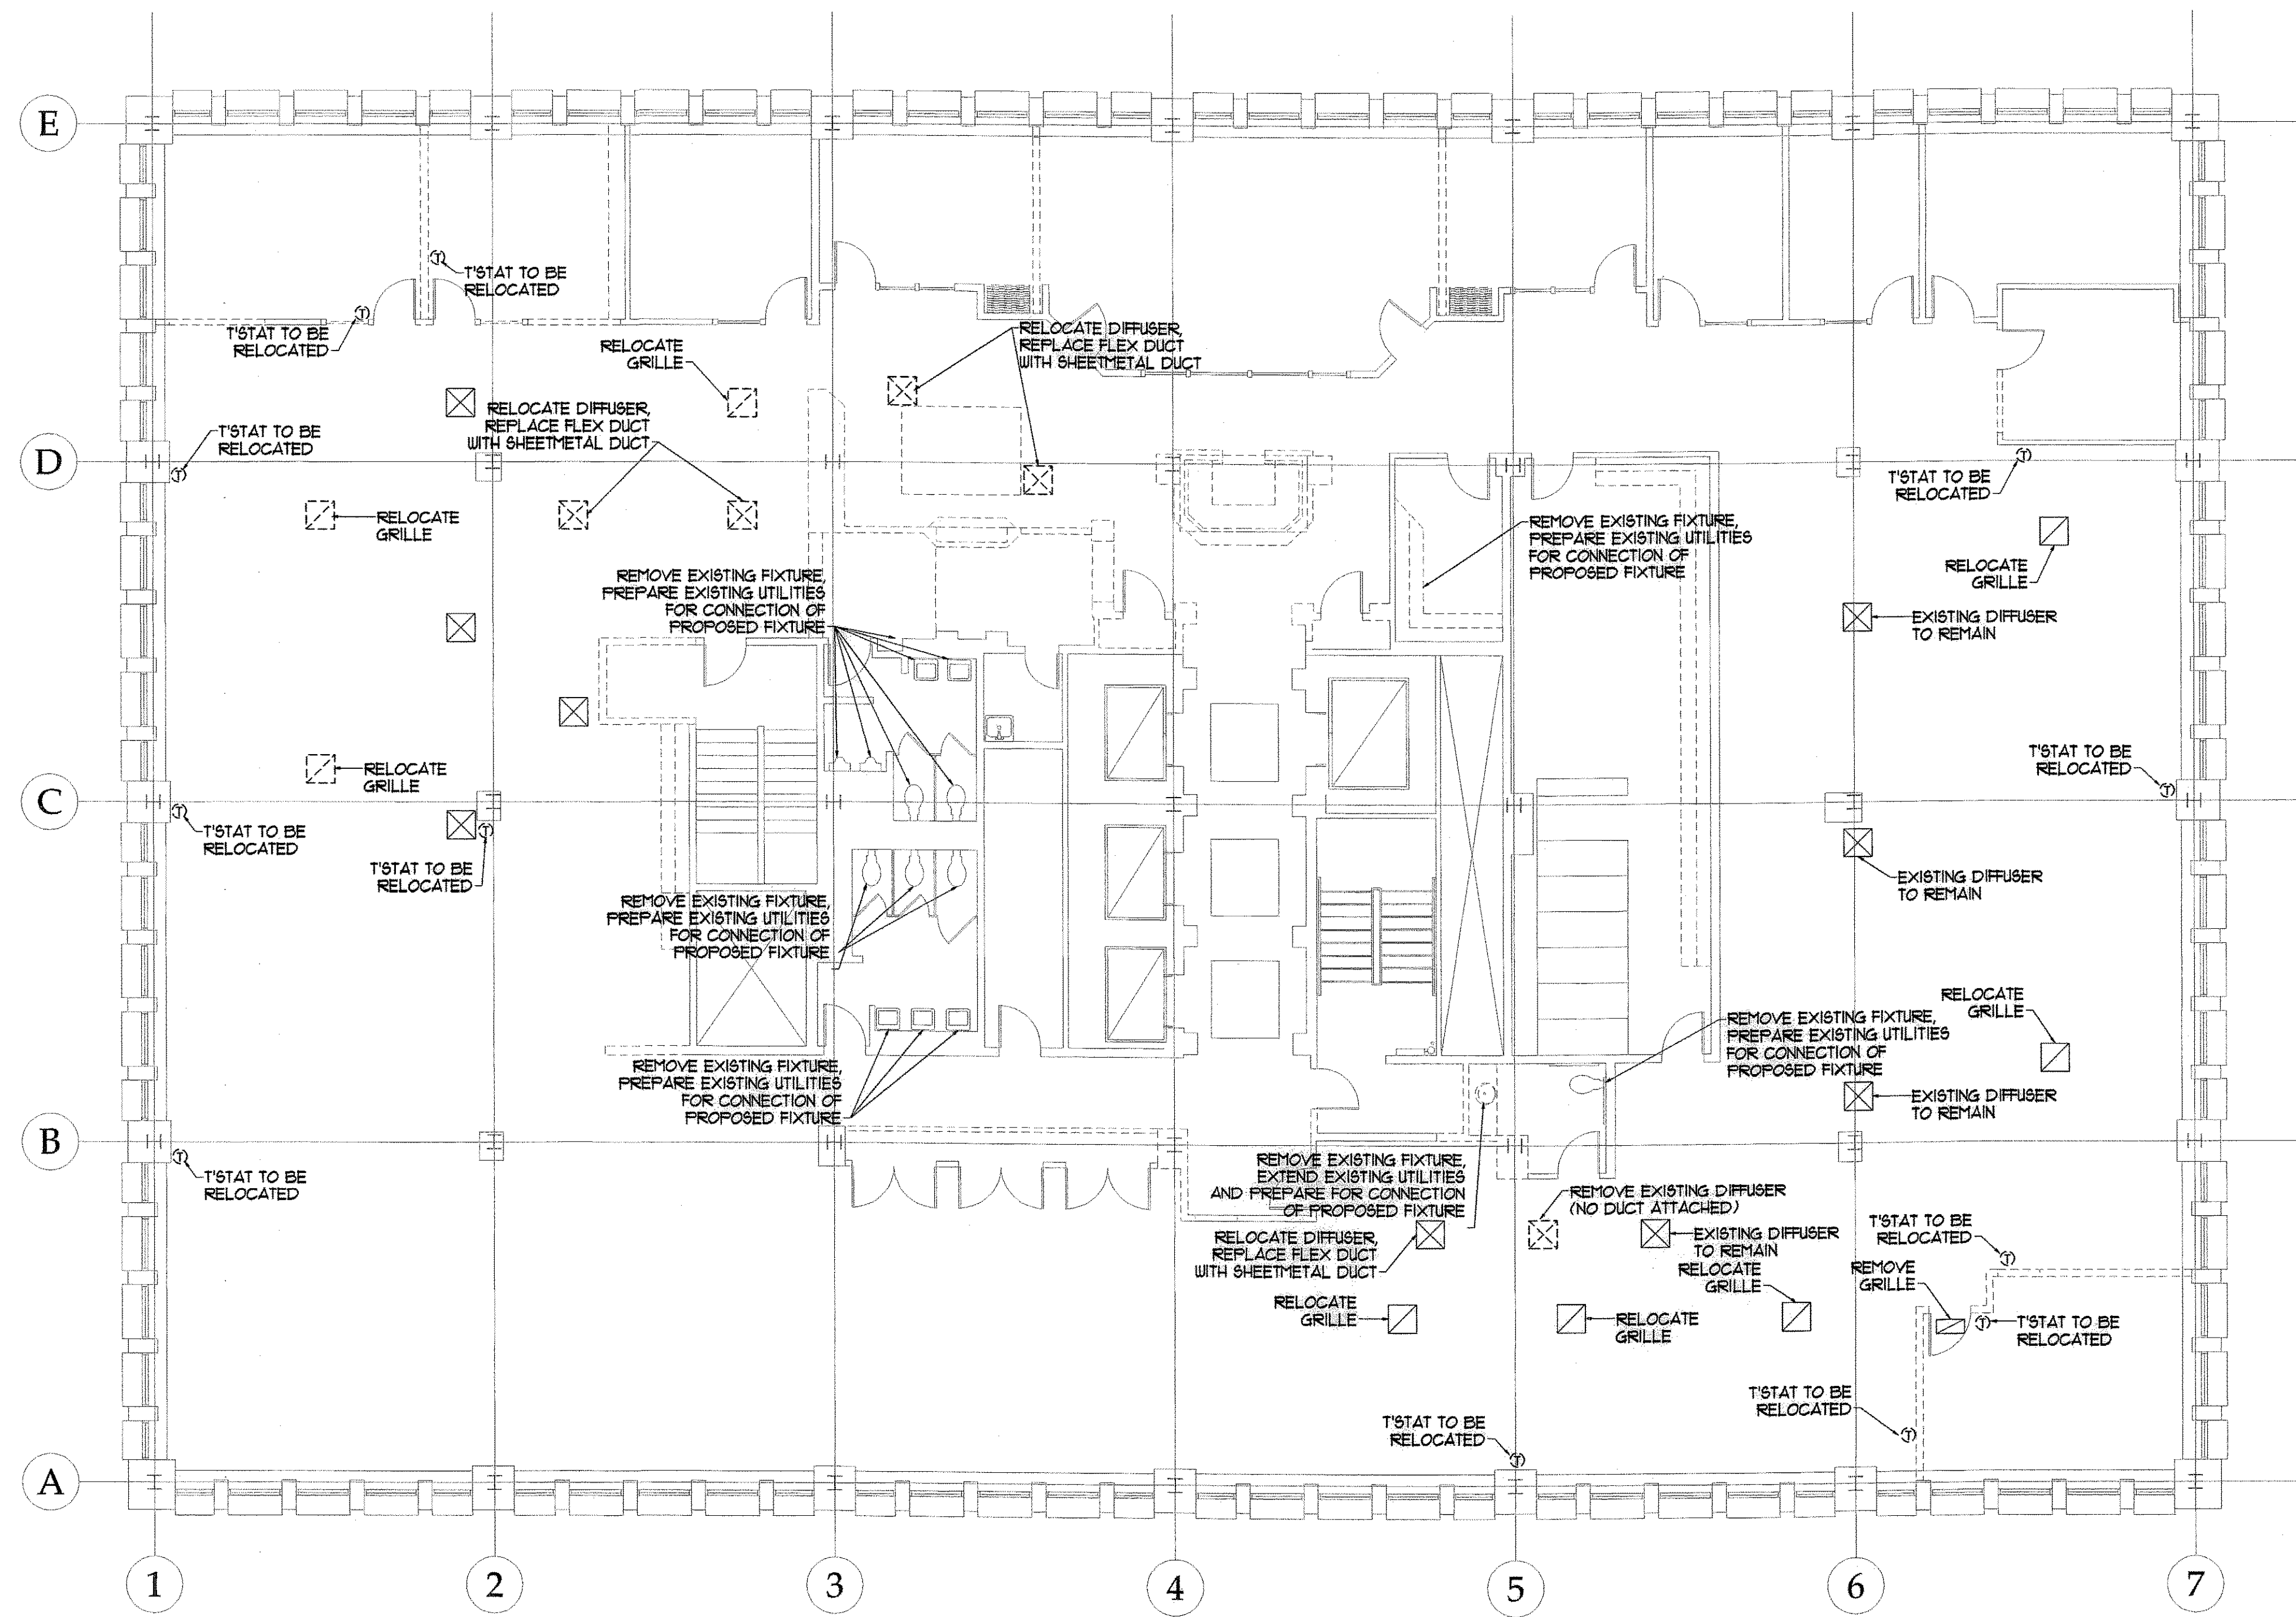 E
T'STAT TO BE
RELOCATED
T'STAT TO BE
RELOCATED
RELOCATE
GRILLE
RELOCATE DIFFUSER,
REPLACE FLEX DUCT
WITH SHEETMETAL DUCT
RELOCATE DIFFUSER,
REPLACE FLEX DUCT
WITH SHEETMETAL DUCT
T'STAT TO BE
RELOCATED
D
T'STAT TO BE
RELOCATED
RELOCATE
GRILLE
REMOVE EXISTING FIXTURE,
PREPARE EXISTING UTILITIES
FOR CONNECTION OF
PROPOSED FIXTURE
RELOCATE
GRILLE
REMOVE EXISTING FIXTURE,
PREPARE EXISTING UTILITIES
FOR CONNECTION OF
PROPOSED FIXTURE
EXISTING DIFFUSER
TO REMAIN
T'STAT TO BE
RELOCATED
RELOCATE
GRILLE
C
T'STAT TO BE
RELOCATED
T'STAT TO BE
RELOCATED
EXISTING DIFFUSER
TO REMAIN
REMOVE EXISTING FIXTURE,
PREPARE EXISTING UTILITIES
FOR CONNECTION OF
PROPOSED FIXTURE
RELOCATE
GRILLE
REMOVE EXISTING FIXTURE,
PREPARE EXISTING UTILITIES
FOR CONNECTION OF
PROPOSED FIXTURE
REMOVE EXISTING FIXTURE,
PREPARE EXISTING UTILITIES
FOR CONNECTION OF
PROPOSED FIXTURE
EXISTING DIFFUSER
TO REMAIN
B
T'STAT TO BE
RELOCATED
REMOVE EXISTING FIXTURE,
EXTEND EXISTING UTILITIES
AND PREPARE FOR CONNECTION
OF PROPOSED FIXTURE
REMOVE EXISTING DIFFUSER
(NO DUCT ATTACHED)
RELOCATE DIFFUSER,
REPLACE FLEX DUCT
WITH SHEETMETAL DUCT
EXISTING DIFFUSER
TO REMAIN
T'STAT TO BE
RELOCATED
RELOCATE
GRILLE
REMOVE
GRILLE
RELOCATE
GRILLE
RELOCATE
GRILLE
T'STAT TO BE
RELOCATED
T'STAT TO BE
RELOCATED
T'STAT TO BE
RELOCATED
A
1
2
3
4
5
6
7
T
T
T
T
T
T
T
T
T
T
T
T